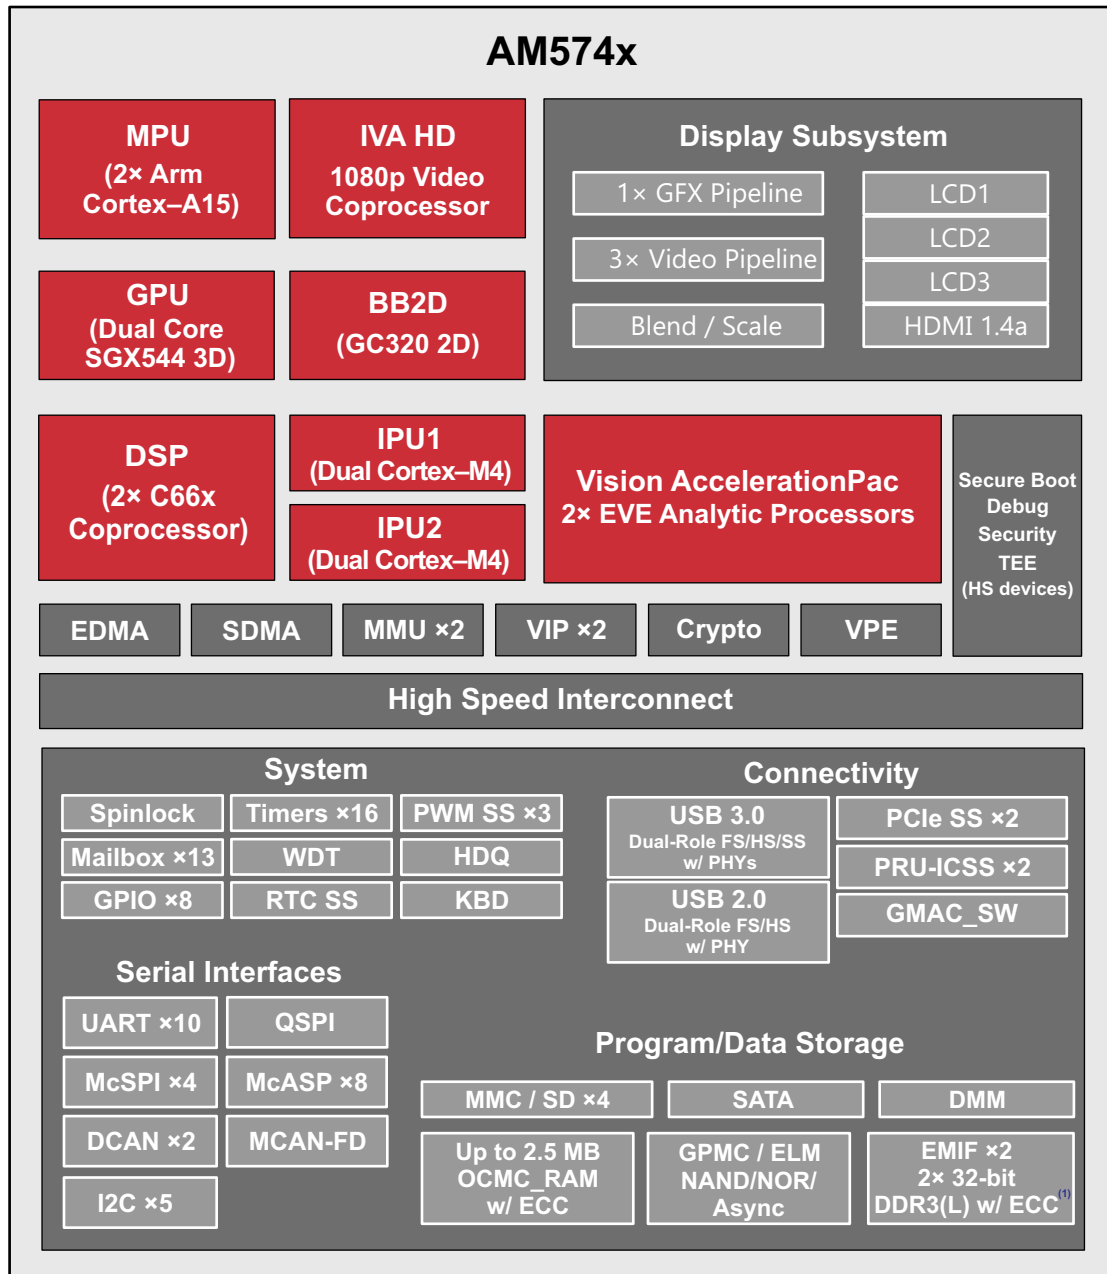 AM574x
MPU
(2× Arm
Cortex–A15)
IVA HD
1080p Video
Coprocessor
Display Subsystem
1× GFX Pipeline
3× Video Pipeline
Blend / Scale
LCD1
LCD2
LCD3
HDMI 1.4a
GPU
(Dual Core
SGX544 3D)
BB2D
(GC320 2D)
DSP
(2× C66x
Coprocessor)
IPU1
(Dual Cortex–M4)
IPU2
(Dual Cortex–M4)
Vision AccelerationPac
2× EVE Analytic Processors
Secure Boot
Debug
Security
TEE
(HS devices)
EDMA
SDMA
MMU ×2
VIP ×2
Crypto
VPE
High Speed Interconnect
System
Spinlock
Timers ×16
PWM SS ×3
Mailbox ×13
WDT
HDQ
GPIO ×8
RTC SS
KBD
Connectivity
USB 3.0
Dual-Role FS/HS/SS
w/ PHYs
USB 2.0
Dual-Role FS/HS
w/ PHY
PCIe SS ×2
PRU-ICSS ×2
GMAC_SW
Serial Interfaces
UART ×10
QSPI
McSPI ×4
McASP ×8
DCAN ×2
MCAN-FD
I2C ×5
Program/Data Storage
MMC / SD ×4
SATA
DMM
Up to 2.5 MB
OCMC_RAM
w/ ECC
GPMC / ELM
NAND/NOR/
Async
EMIF ×2
2× 32-bit
DDR3(L) w/ ECC(1)